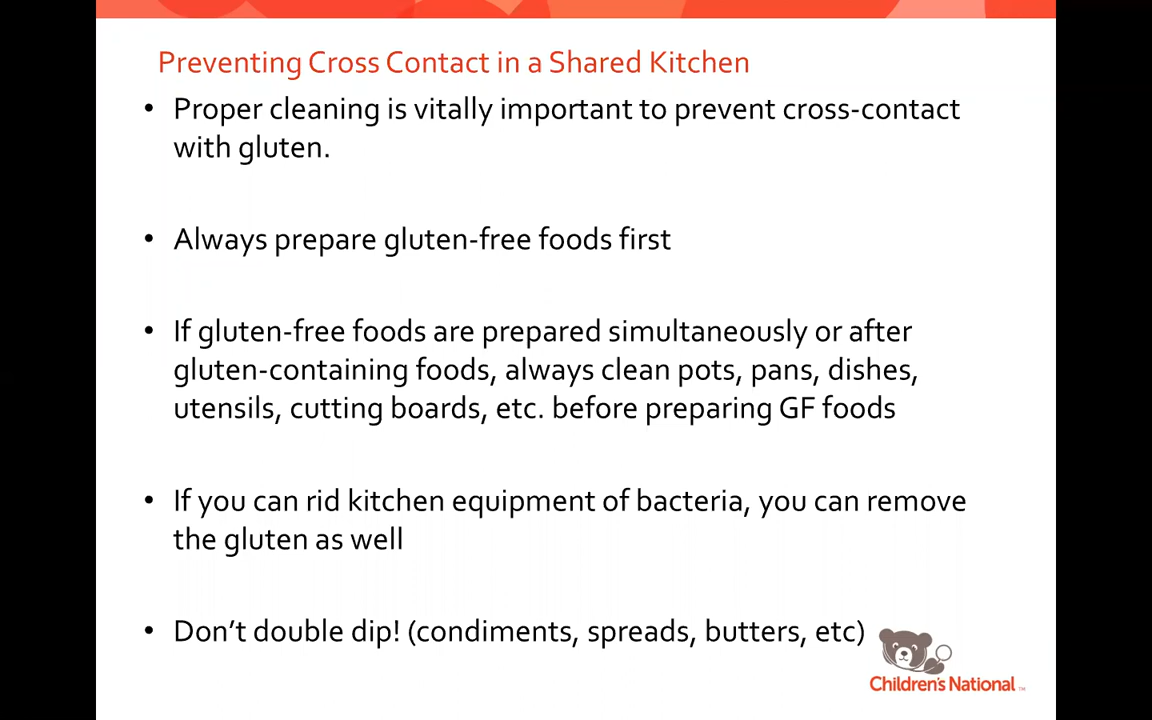 Preventing Cross Contact in a Shared Kitchen
• Proper cleaning is vitally important to prevent cross-contact
with gluten.
• Always prepare gluten-free foods first
• If gluten-free foods are prepared simultaneously or after
gluten-containing foods, always clean pots, pans, dishes,
utensils, cutting boards, etc. before preparing GF foods
• If you can rid kitchen equipment of bacteria, you can remove
the gluten as well
• Don’t double dip! (condiments, spreads, butters, etc)
Children's National™